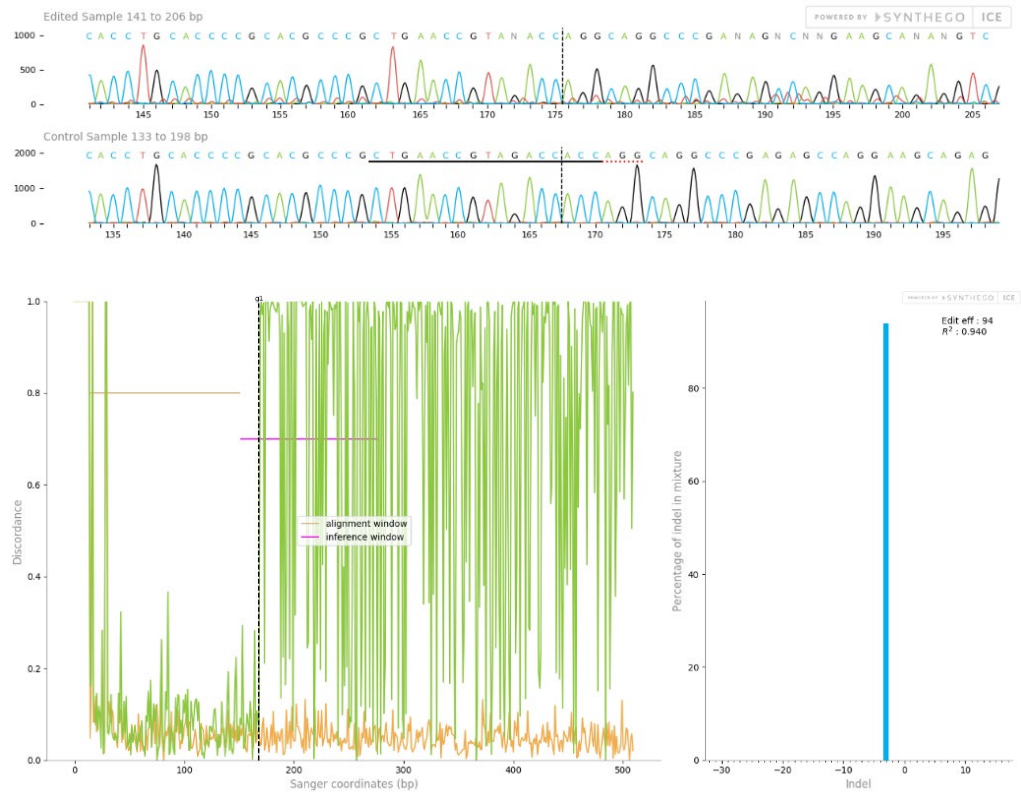 Edited Sample 141 to 206 bp
POWERED BY SYNTHEGO ICE
1000
500
0
C A C C T G C A C C C C G C A C G C C C G C T G A A C C G T A N A C C A G G C A G G C C C G A N A G N C N N G A A G C A N A N G T C
145 150 155 160 165 170 175 180 185 190 195 200 205
Control Sample 133 to 198 bp
2000
1000
0
C A C C T G C A C C C C G C A C G C C C G C T G A A C C G T A G A C C A C C A G G C A G G C C C G A G A G C C A G G A A G C A G A G
135 140 145 150 155 160 165 170 175 180 185 190 195
g1
1.0
0.8
0.6
0.4
0.2
0.0
Discordance
alignment window
inference window
0 100 200 300 400 500
Sanger coordinates (bp)
POWERED BY SYNTHEGO ICE
Edit eff : 94
R² : 0.940
80
60
40
20
0
Percentage of indel in mixture
−30 −20 −10 0 10
Indel